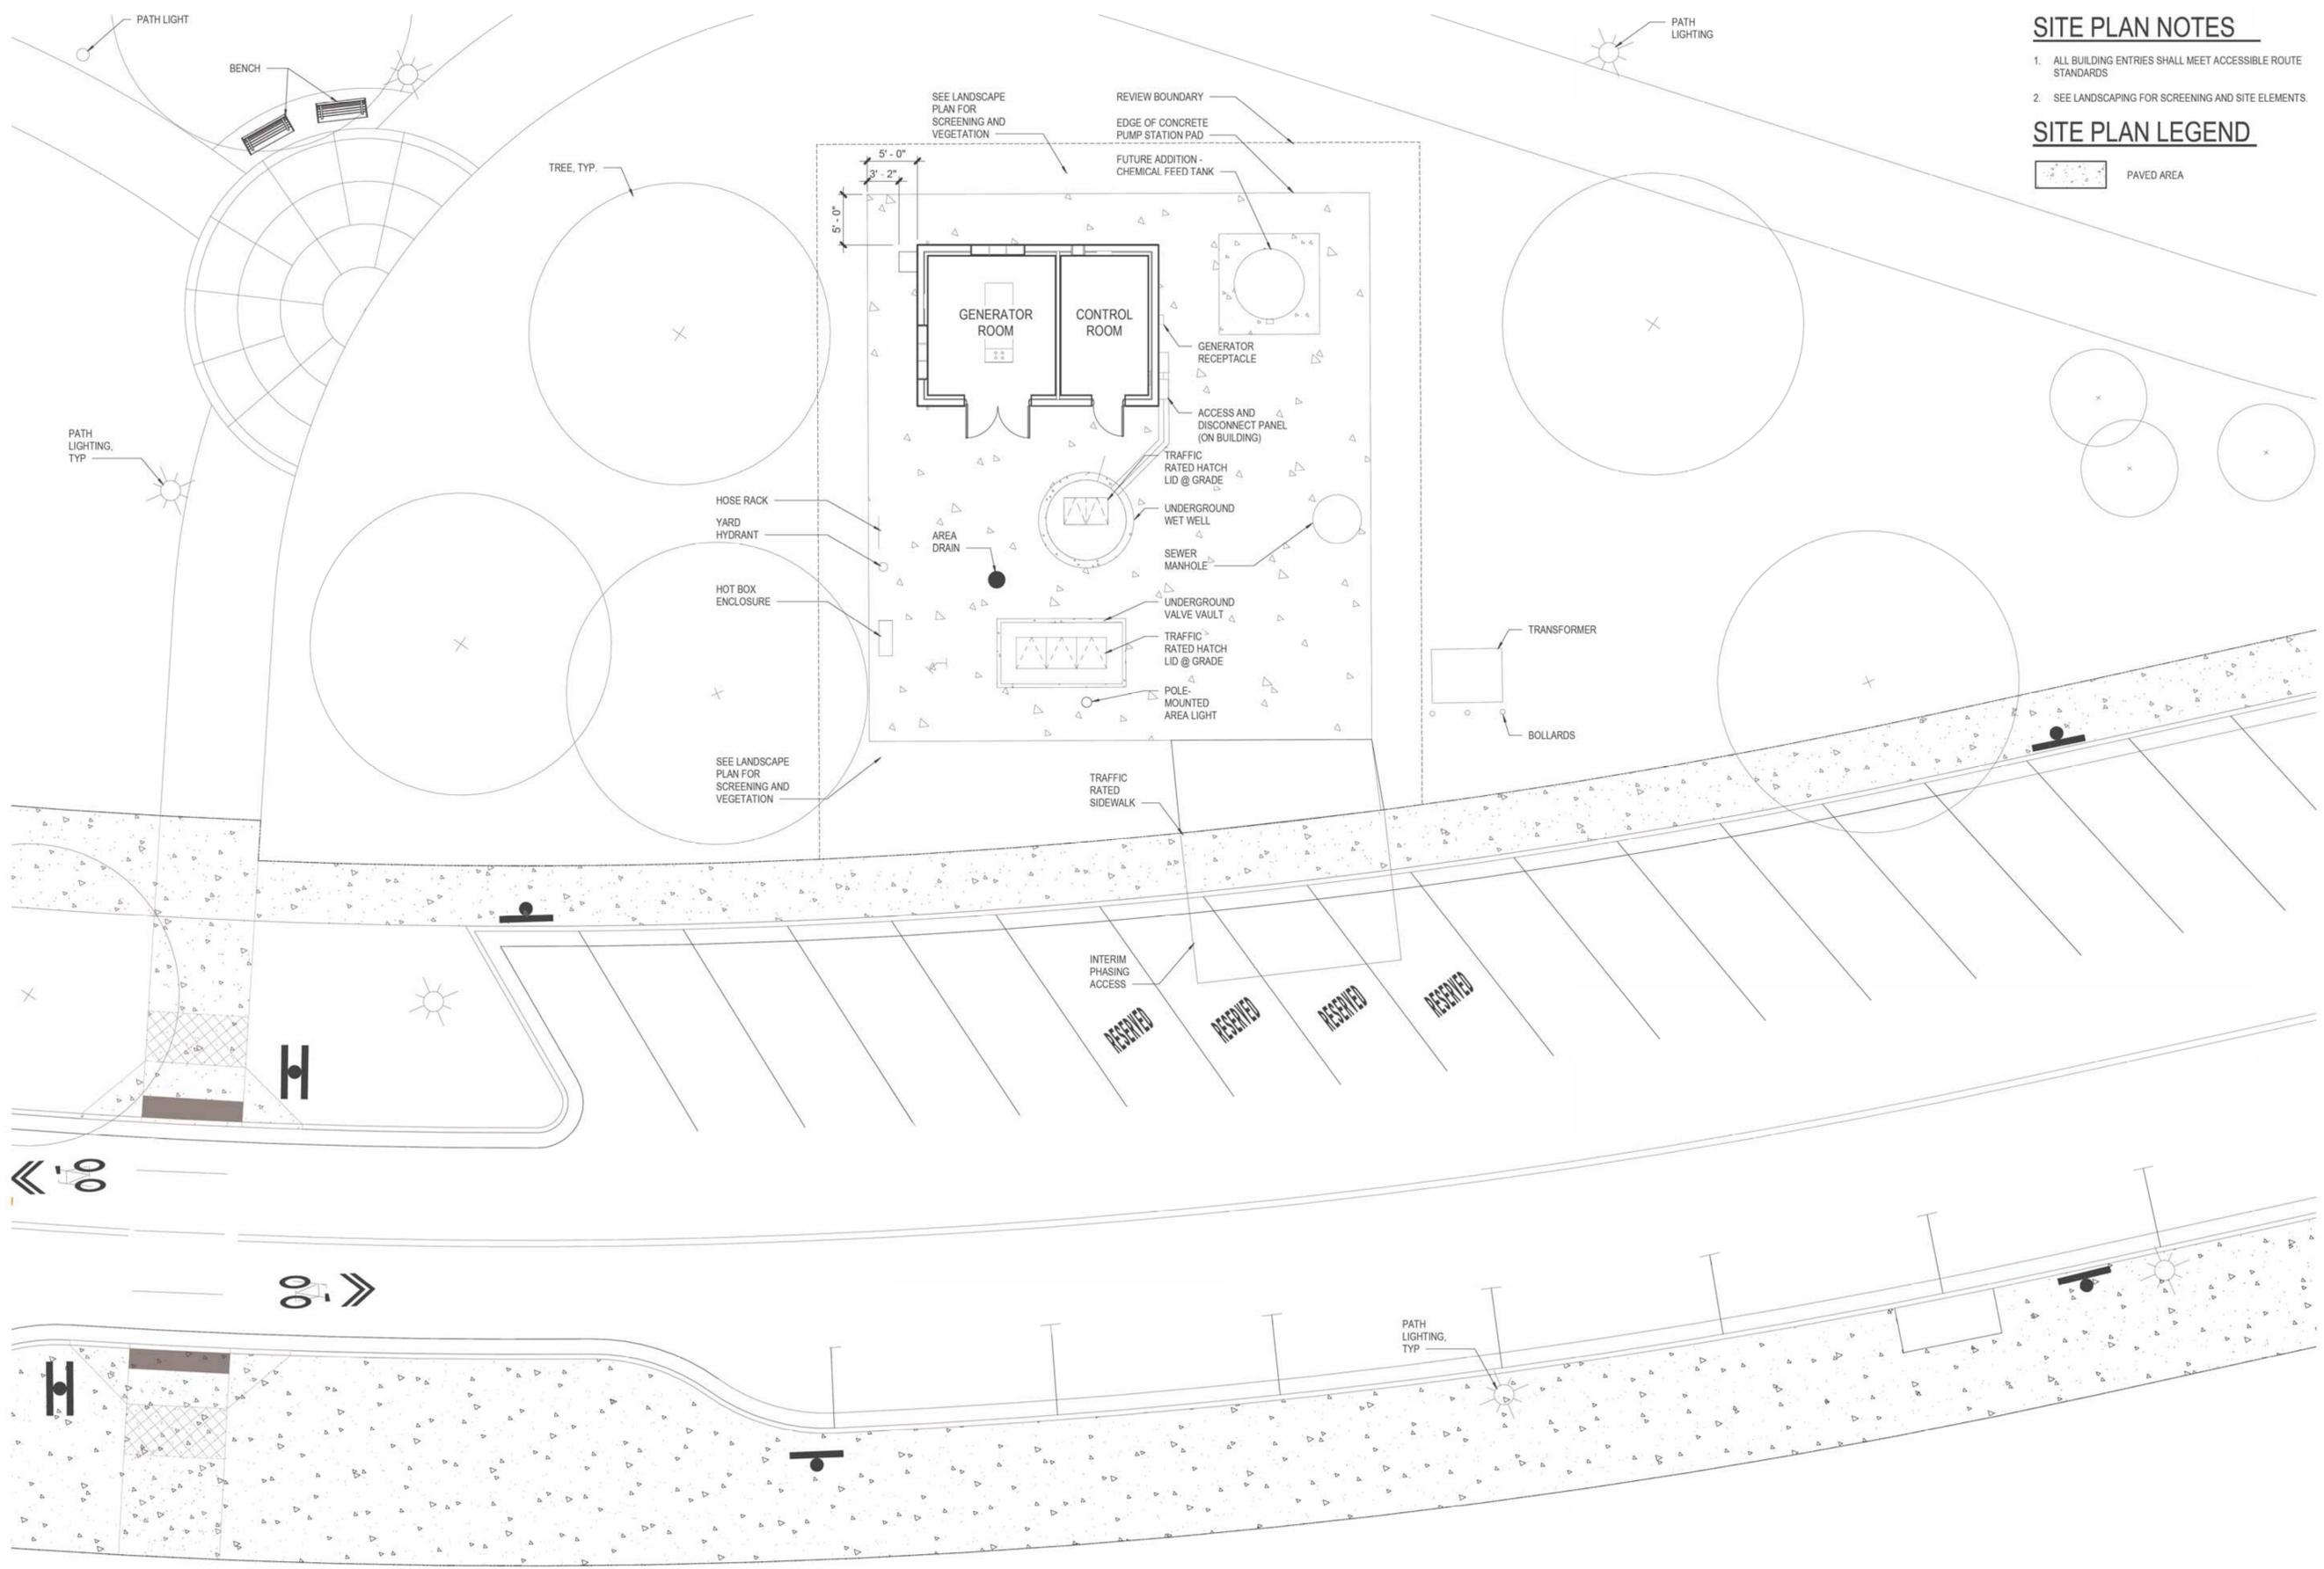 PATH LIGHT
BENCH
PATH
LIGHTING
SITE PLAN NOTES
1. ALL BUILDING ENTRIES SHALL MEET ACCESSIBLE ROUTE
STANDARDS
2. SEE LANDSCAPING FOR SCREENING AND SITE ELEMENTS.
SITE PLAN LEGEND
PAVED AREA
SEE LANDSCAPE
PLAN FOR
SCREENING AND
VEGETATION
REVIEW BOUNDARY
EDGE OF CONCRETE
PUMP STATION PAD
FUTURE ADDITION -
CHEMICAL FEED TANK
5' - 0"
3' - 2"
5' - 0"
TREE, TYP.
GENERATOR
ROOM
CONTROL
ROOM
GENERATOR
RECEPTACLE
ACCESS AND
DISCONNECT PANEL
(ON BUILDING)
PATH
LIGHTING,
TYP
TRAFFIC
RATED HATCH
LID @ GRADE
HOSE RACK
YARD
HYDRANT
AREA
DRAIN
UNDERGROUND
WET WELL
SEWER
MANHOLE
HOT BOX
ENCLOSURE
UNDERGROUND
VALVE VAULT
TRAFFIC
RATED HATCH
LID @ GRADE
POLE-
MOUNTED
AREA LIGHT
TRANSFORMER
BOLLARDS
SEE LANDSCAPE
PLAN FOR
SCREENING AND
VEGETATION
TRAFFIC
RATED
SIDEWALK
INTERIM
PHASING
ACCESS
RESERVED
RESERVED
RESERVED
RESERVED
PATH
LIGHTING,
TYP